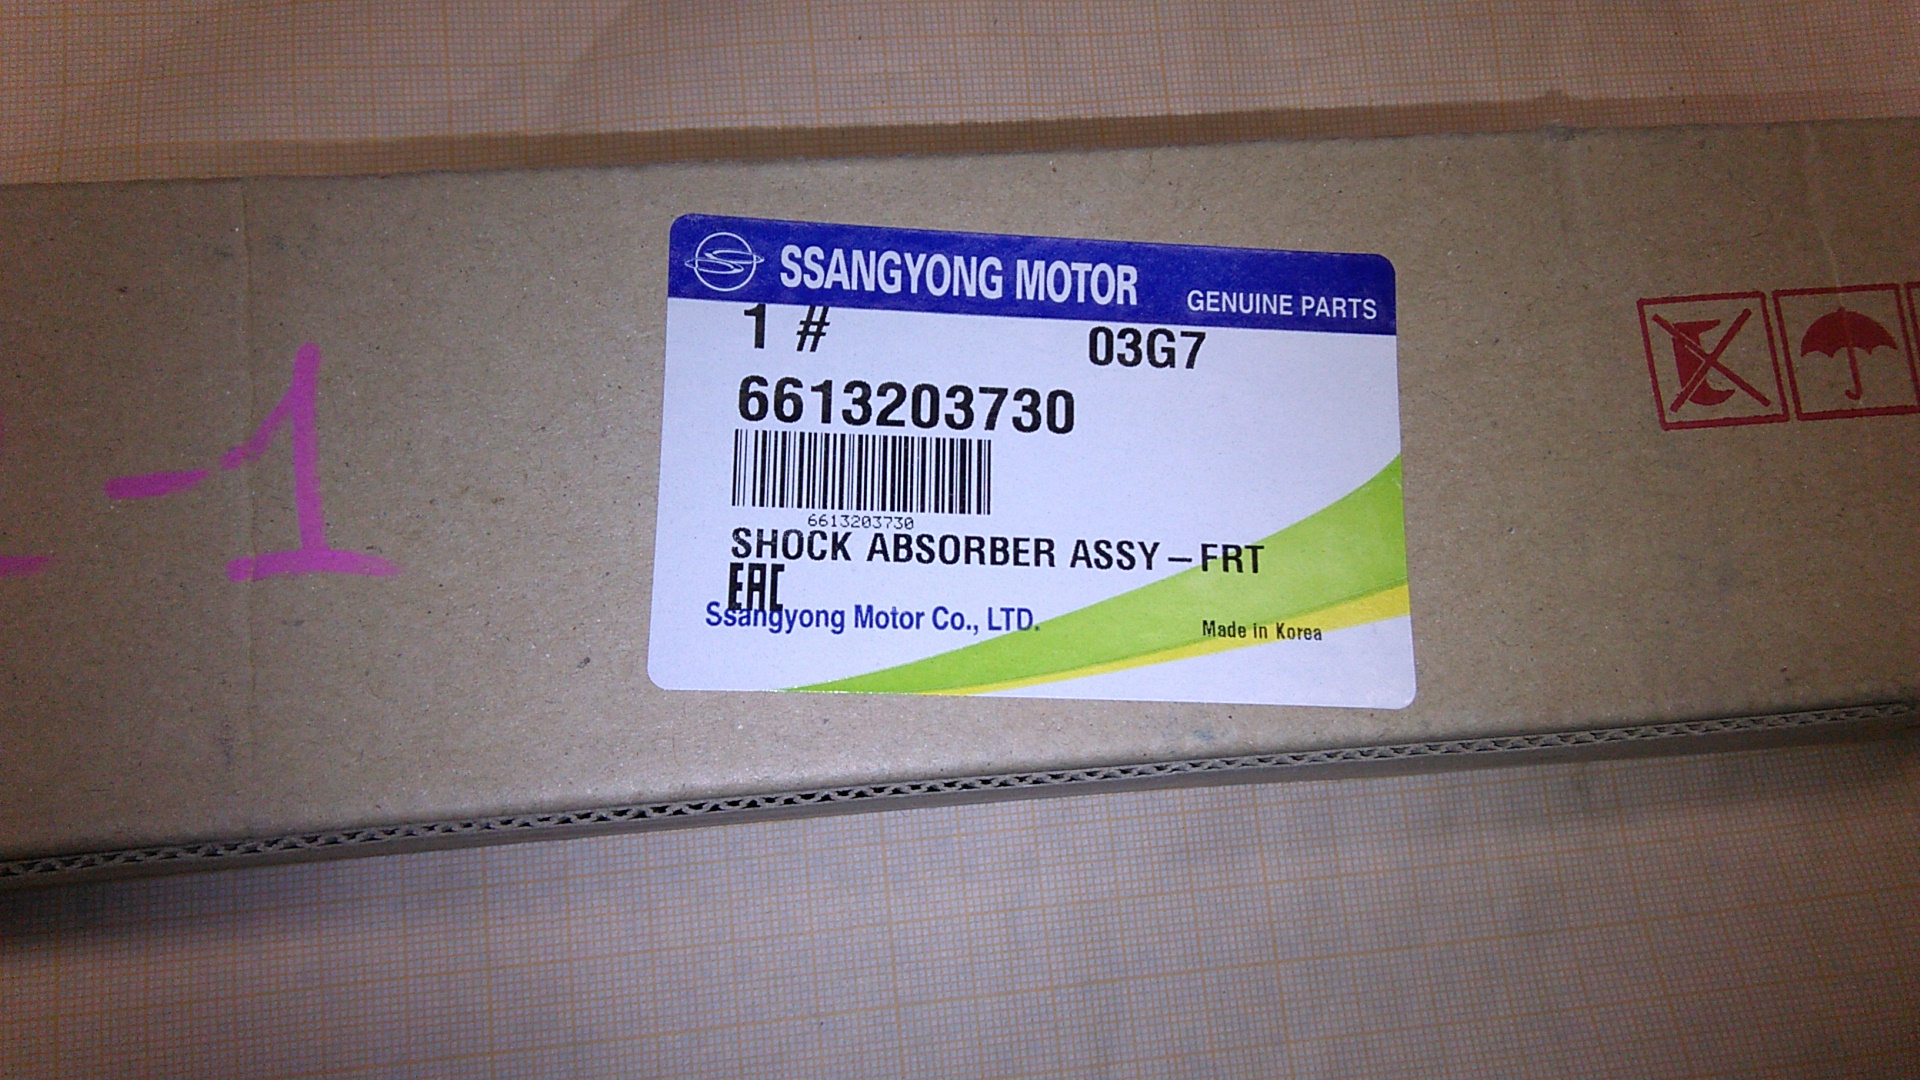 SSANGYONG MOTOR GENUINE PARTS
1 # 03G7
6613203730
6613203730
SHOCK ABSORBER ASSY – FRT
EAC
Ssangyong Motor Co., LTD. Made in Korea
-1